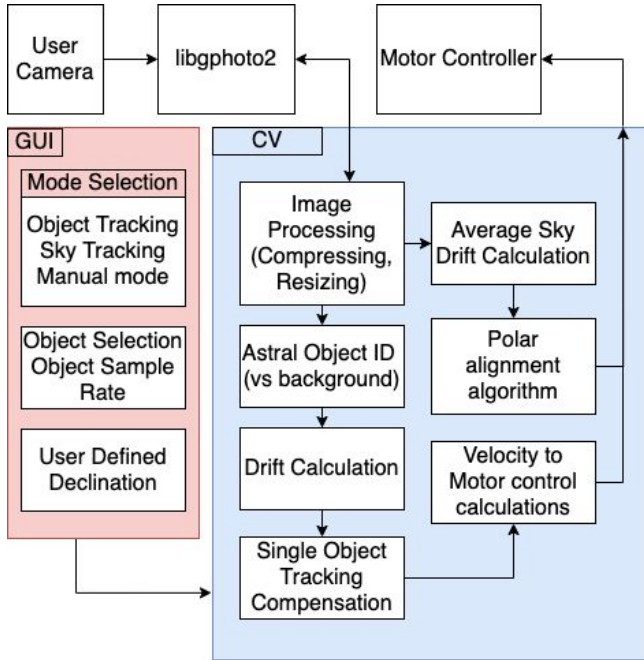 User
Camera
libgphoto2
Motor Controller
GUI
CV
Mode Selection
Object Tracking
Sky Tracking
Manual mode
Object Selection
Object Sample
Rate
User Defined
Declination
Image
Processing
(Compressing,
Resizing)
Average Sky
Drift Calculation
Astral Object ID
(vs background)
Polar
alignment
algorithm
Drift Calculation
Velocity to
Motor control
calculations
Single Object
Tracking
Compensation